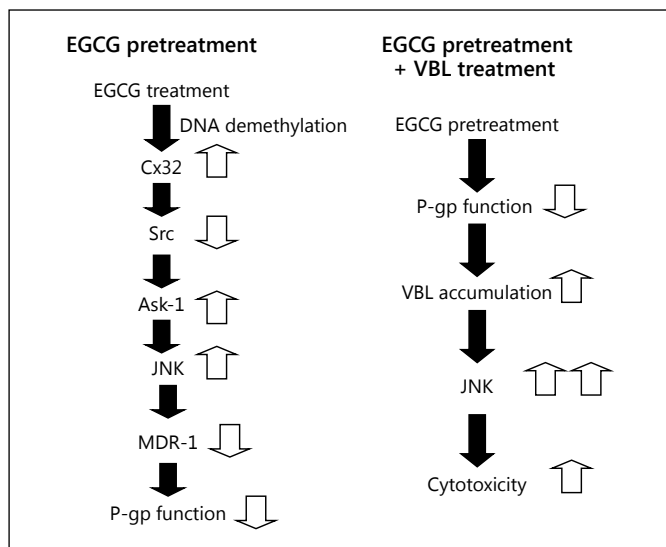 EGCG pretreatment
EGCG treatment
DNA demethylation
Cx32
Src
Ask-1
JNK
MDR-1
P-gp function
EGCG pretreatment
+ VBL treatment
EGCG pretreatment
P-gp function
VBL accumulation
JNK
Cytotoxicity